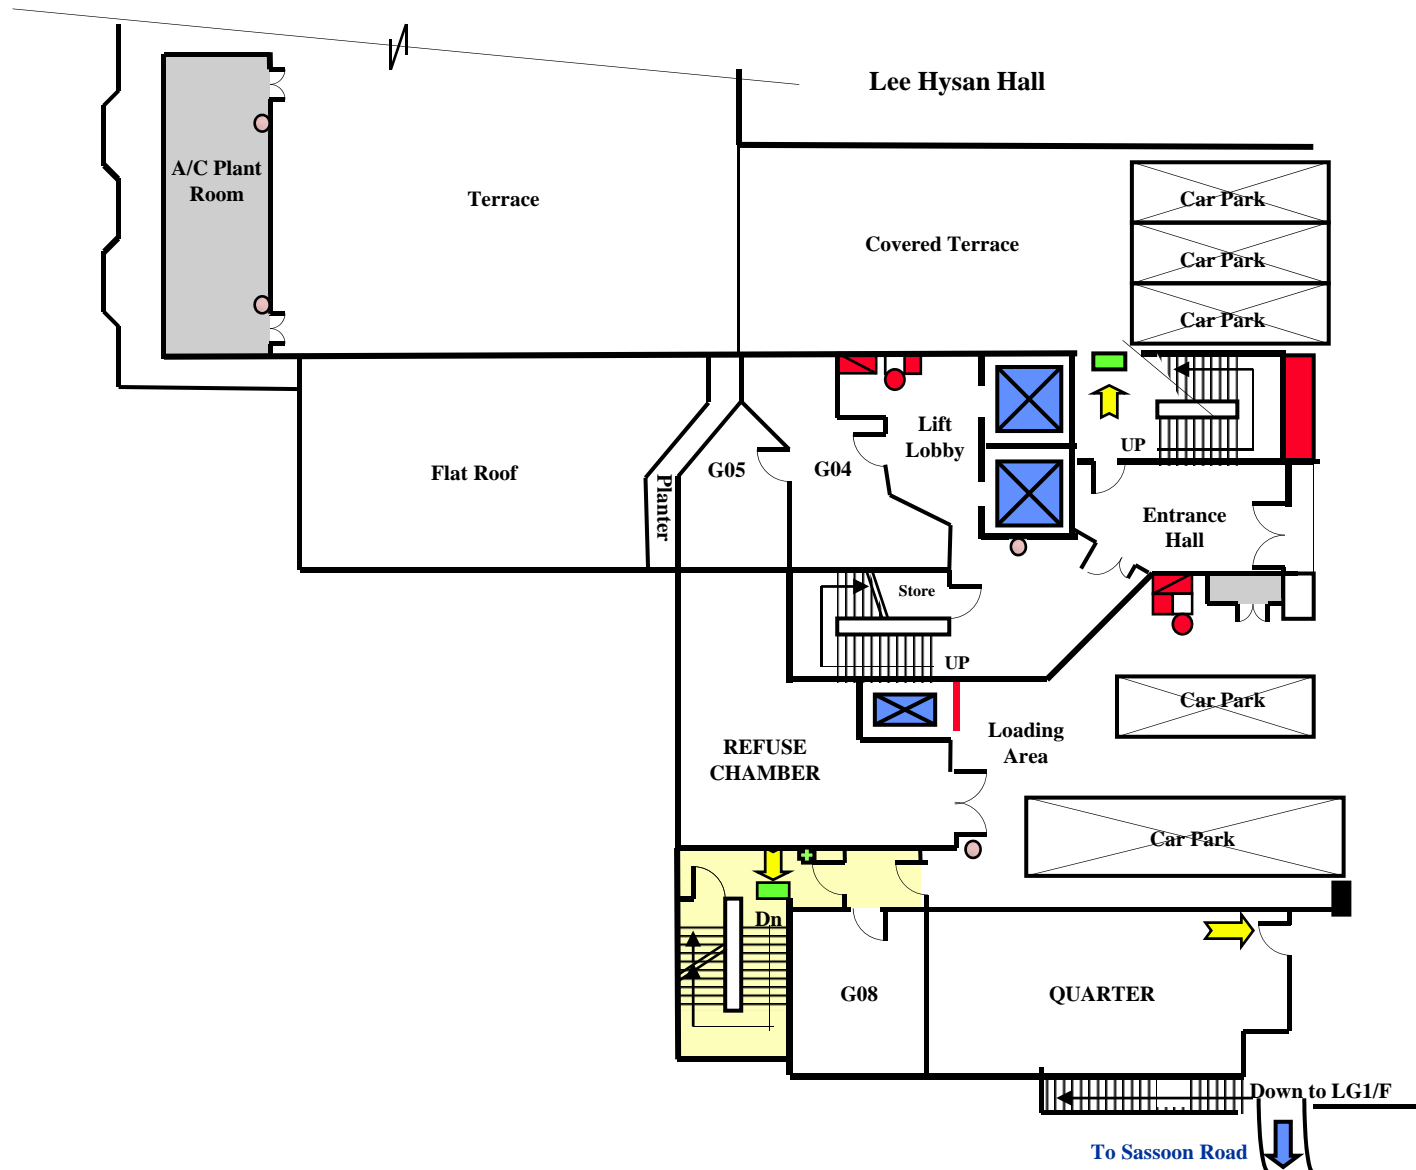 Lee Hysan Hall
A/C Plant
Room
Terrace
Car Park
Covered Terrace
Car Park
Car Park
Lift
Lobby
UP
Flat Roof
G05
G04
Planter
Entrance
Hall
Store
UP
Car Park
Loading
Area
REFUSE
CHAMBER
Car Park
Dn
G08
QUARTER
Down to LG1/F
To Sassoon Road